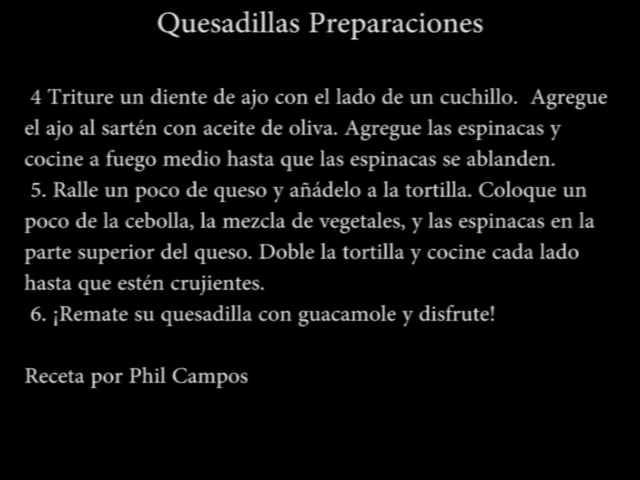 Quesadillas Preparaciones
4 Triture un diente de ajo con el lado de un cuchillo.  Agregue
el ajo al sartén con aceite de oliva. Agregue las espinacas y
cocine a fuego medio hasta que las espinacas se ablanden.
5. Ralle un poco de queso y añádelo a la tortilla. Coloque un
poco de la cebolla, la mezcla de vegetales, y las espinacas en la
parte superior del queso. Doble la tortilla y cocine cada lado
hasta que estén crujientes.
6. ¡Remate su quesadilla con guacamole y disfrute!
Receta por Phil Campos